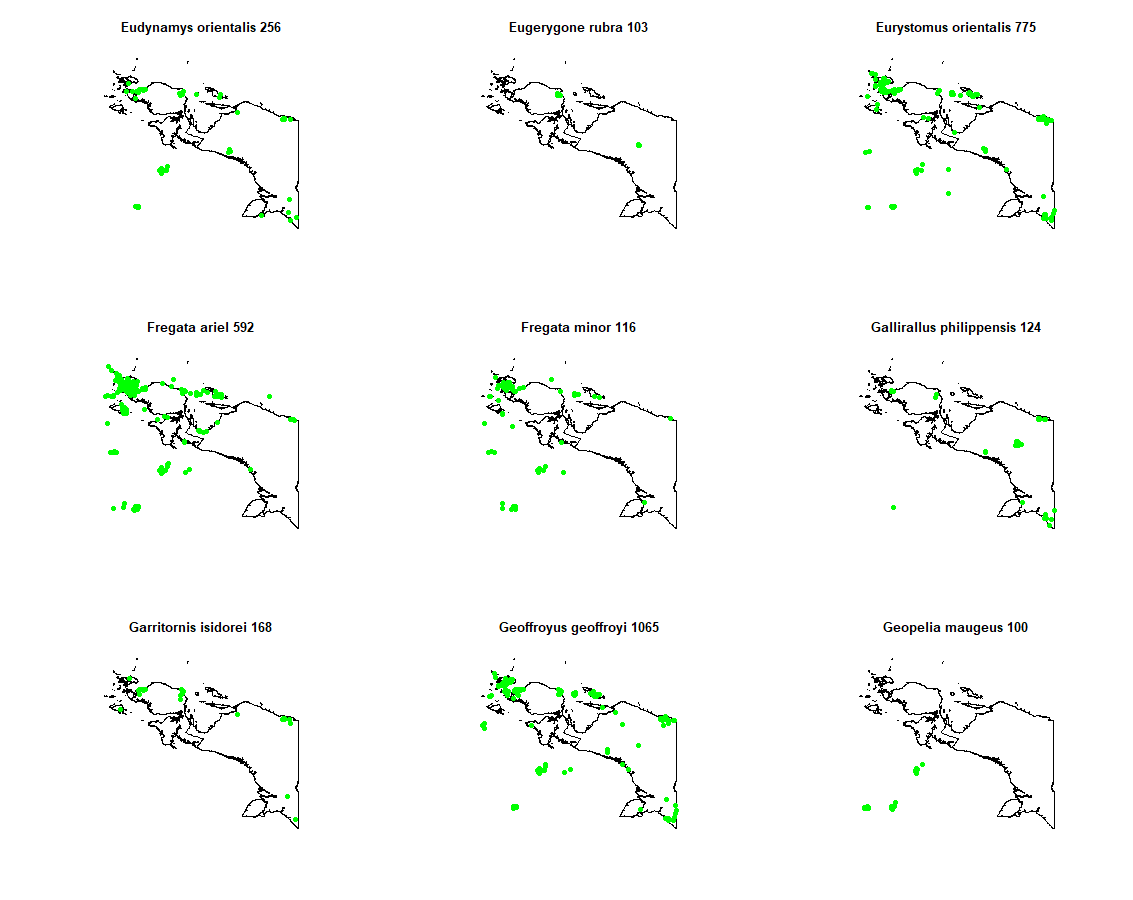 Eudynamys orientalis 256
Eugerygone rubra 103
Eurystomus orientalis 775
Fregata ariel 592
Fregata minor 116
Gallirallus philippensis 124
Garritornis isidorei 168
Geoffroyus geoffroyi 1065
Geopelia maugeus 100